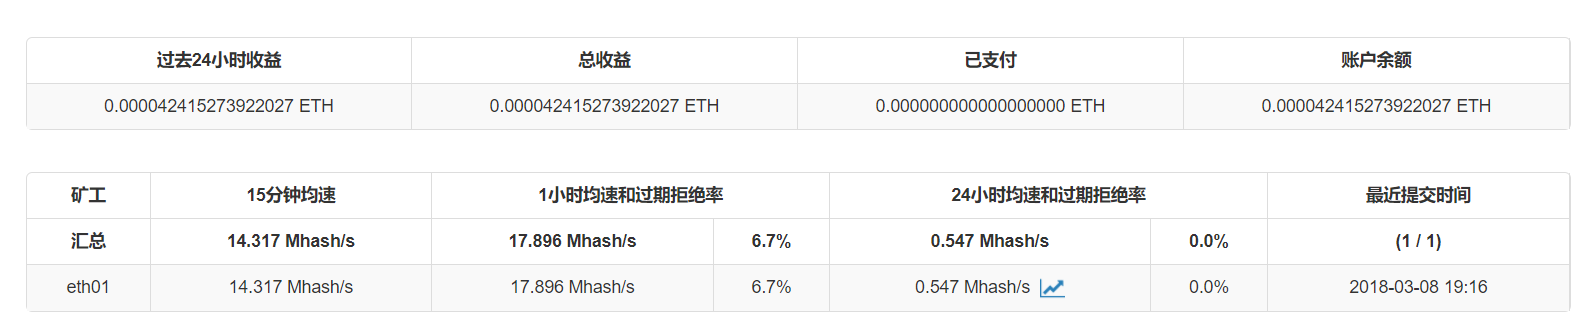 过去24小时收益 总收益 已支付 账户余额
0.000042415273922027 ETH 0.000042415273922027 ETH 0.000000000000000000 ETH 0.000042415273922027 ETH
矿工 15分钟均速 1小时均速和过期拒绝率 24小时均速和过期拒绝率 最近提交时间
汇总 14.317 Mhash/s 17.896 Mhash/s 6.7% 0.547 Mhash/s 0.0% (1 / 1)
eth01 14.317 Mhash/s 17.896 Mhash/s 6.7% 0.547 Mhash/s 0.0% 2018-03-08 19:16